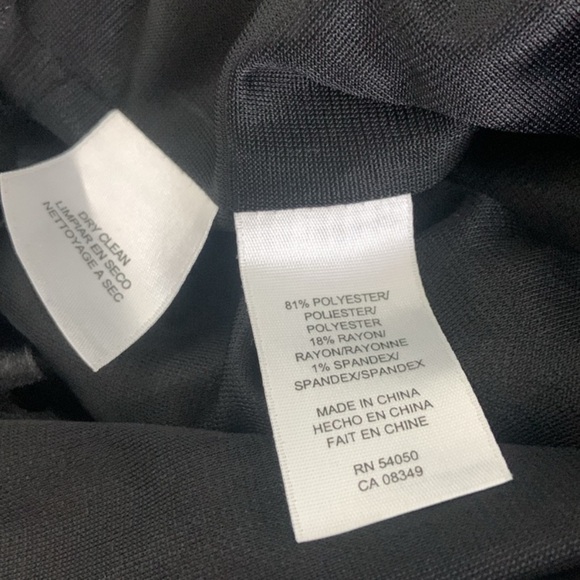 DRY CLEAN
LIMPIAR EN SECO
NETTOYAGE A SEC
81% POLYESTER/
POLIESTER/
POLYESTER
18% RAYON/
RAYON/RAYONNE
1% SPANDEX/
SPANDEX/SPANDEX
MADE IN CHINA
HECHO EN CHINA
FAIT EN CHINE
RN 54050
CA 08349